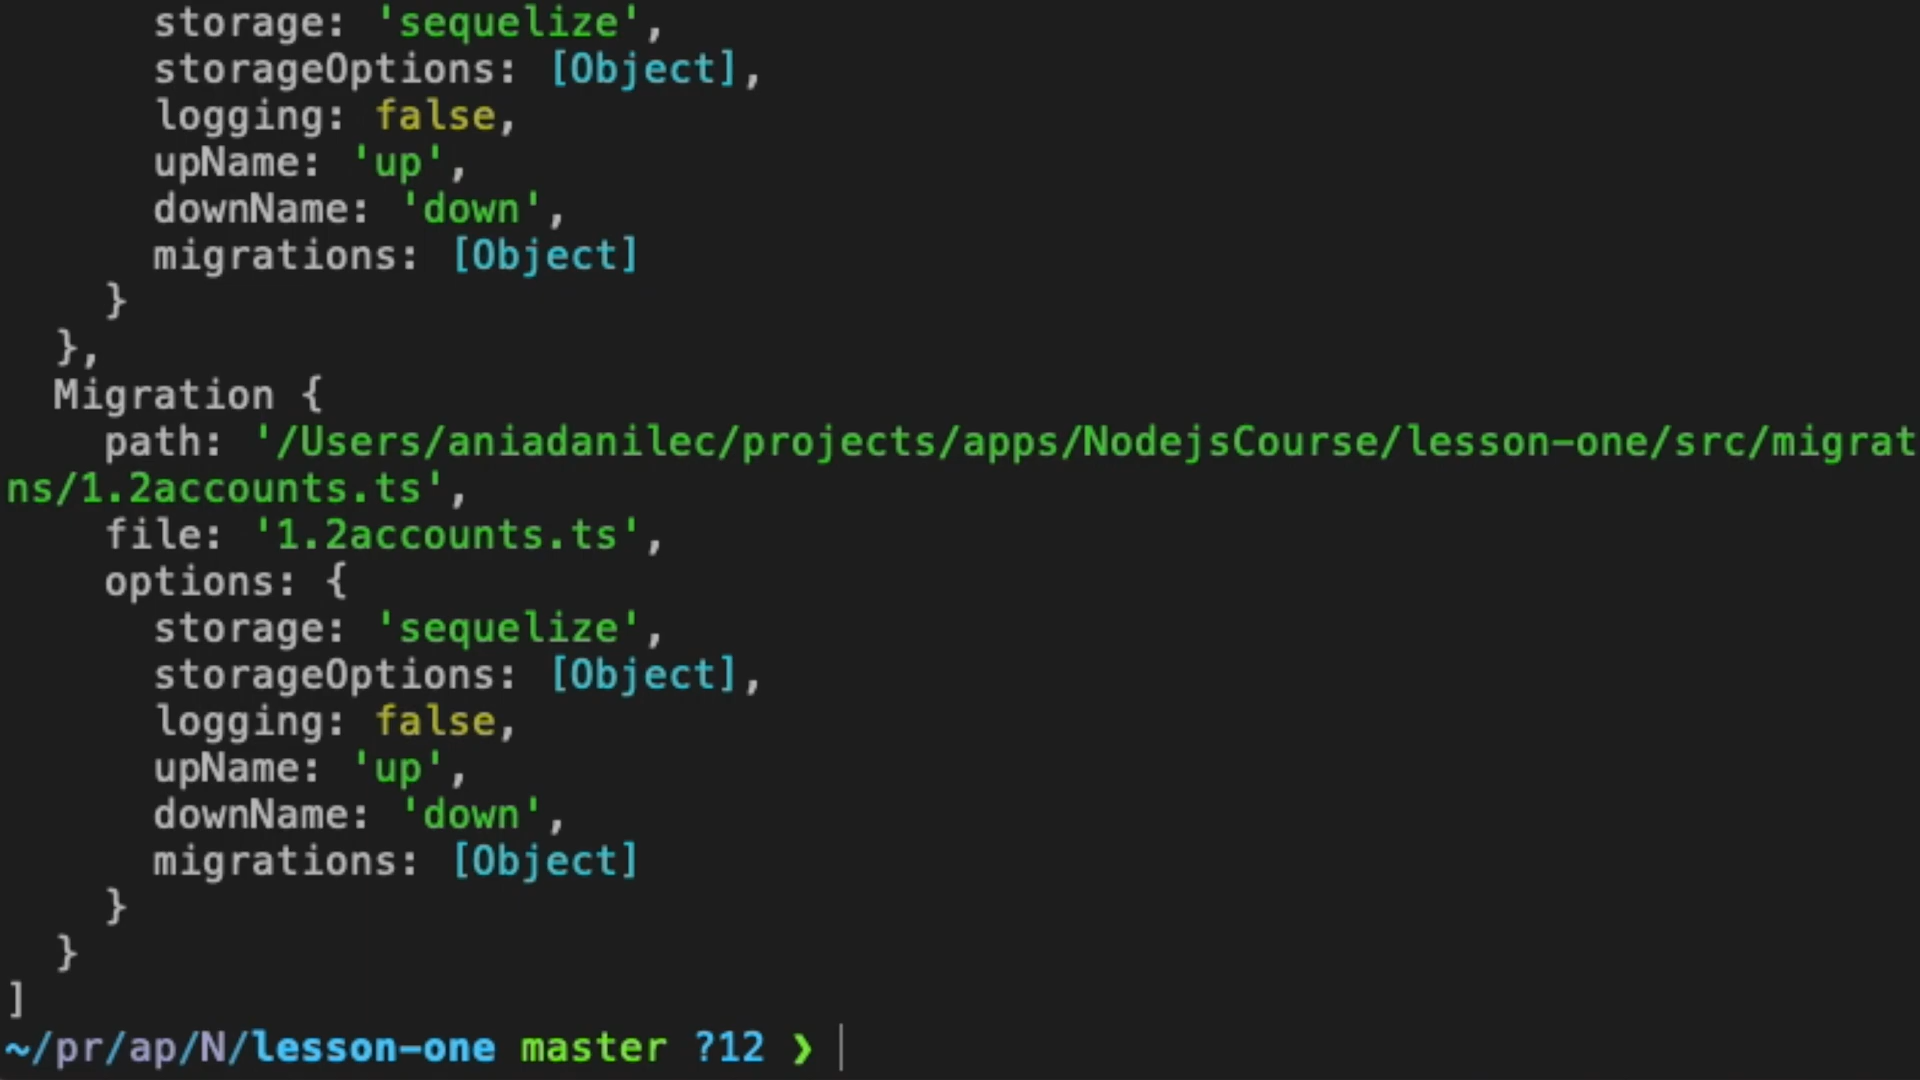 storage: 'sequelize',
storageOptions: [Object],
logging: false,
upName: 'up',
downName: 'down',
migrations: [Object]
}
},
Migration {
path: '/Users/aniadanilec/projects/apps/NodejsCourse/lesson-one/src/migrat
ns/1.2accounts.ts',
file: '1.2accounts.ts',
options: {
storage: 'sequelize',
storageOptions: [Object],
logging: false,
upName: 'up',
downName: 'down',
migrations: [Object]
}
}
]
~/pr/ap/N/lesson-one master ?12 ❯